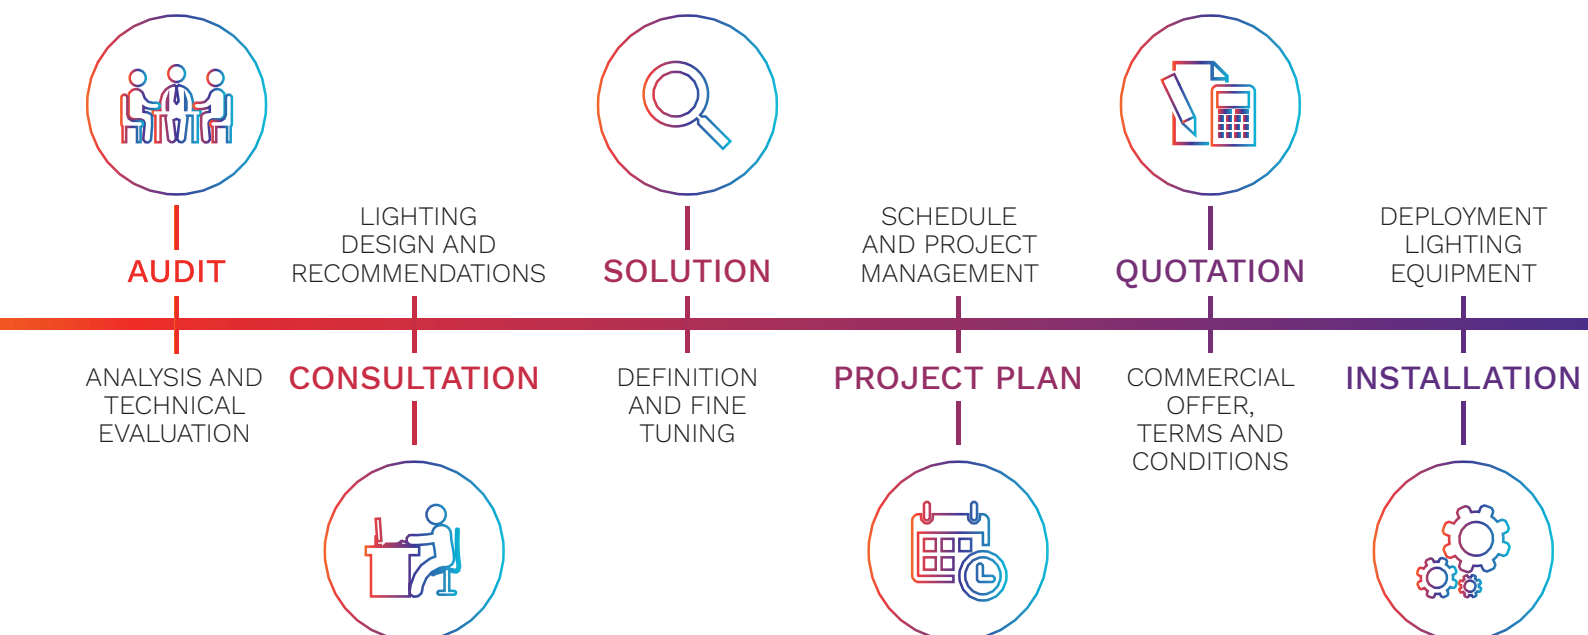 AUDIT
ANALYSIS AND
TECHNICAL
EVALUATION
LIGHTING
DESIGN AND
RECOMMENDATIONS
CONSULTATION
SOLUTION
DEFINITION
AND FINE
TUNING
SCHEDULE
AND PROJECT
MANAGEMENT
PROJECT PLAN
QUOTATION
COMMERCIAL
OFFER,
TERMS AND
CONDITIONS
DEPLOYMENT
LIGHTING
EQUIPMENT
INSTALLATION